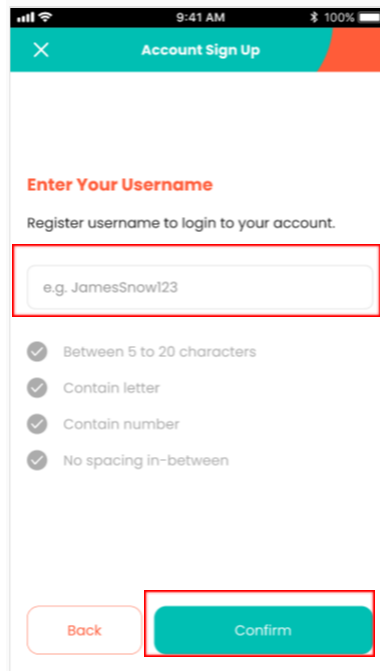 9:41 AM
100%
Account Sign Up
Enter Your Username
Register username to login to your account.
e.g. JamesSnow123
Between 5 to 20 characters
Contain letter
Contain number
No spacing in-between
Back
Confirm